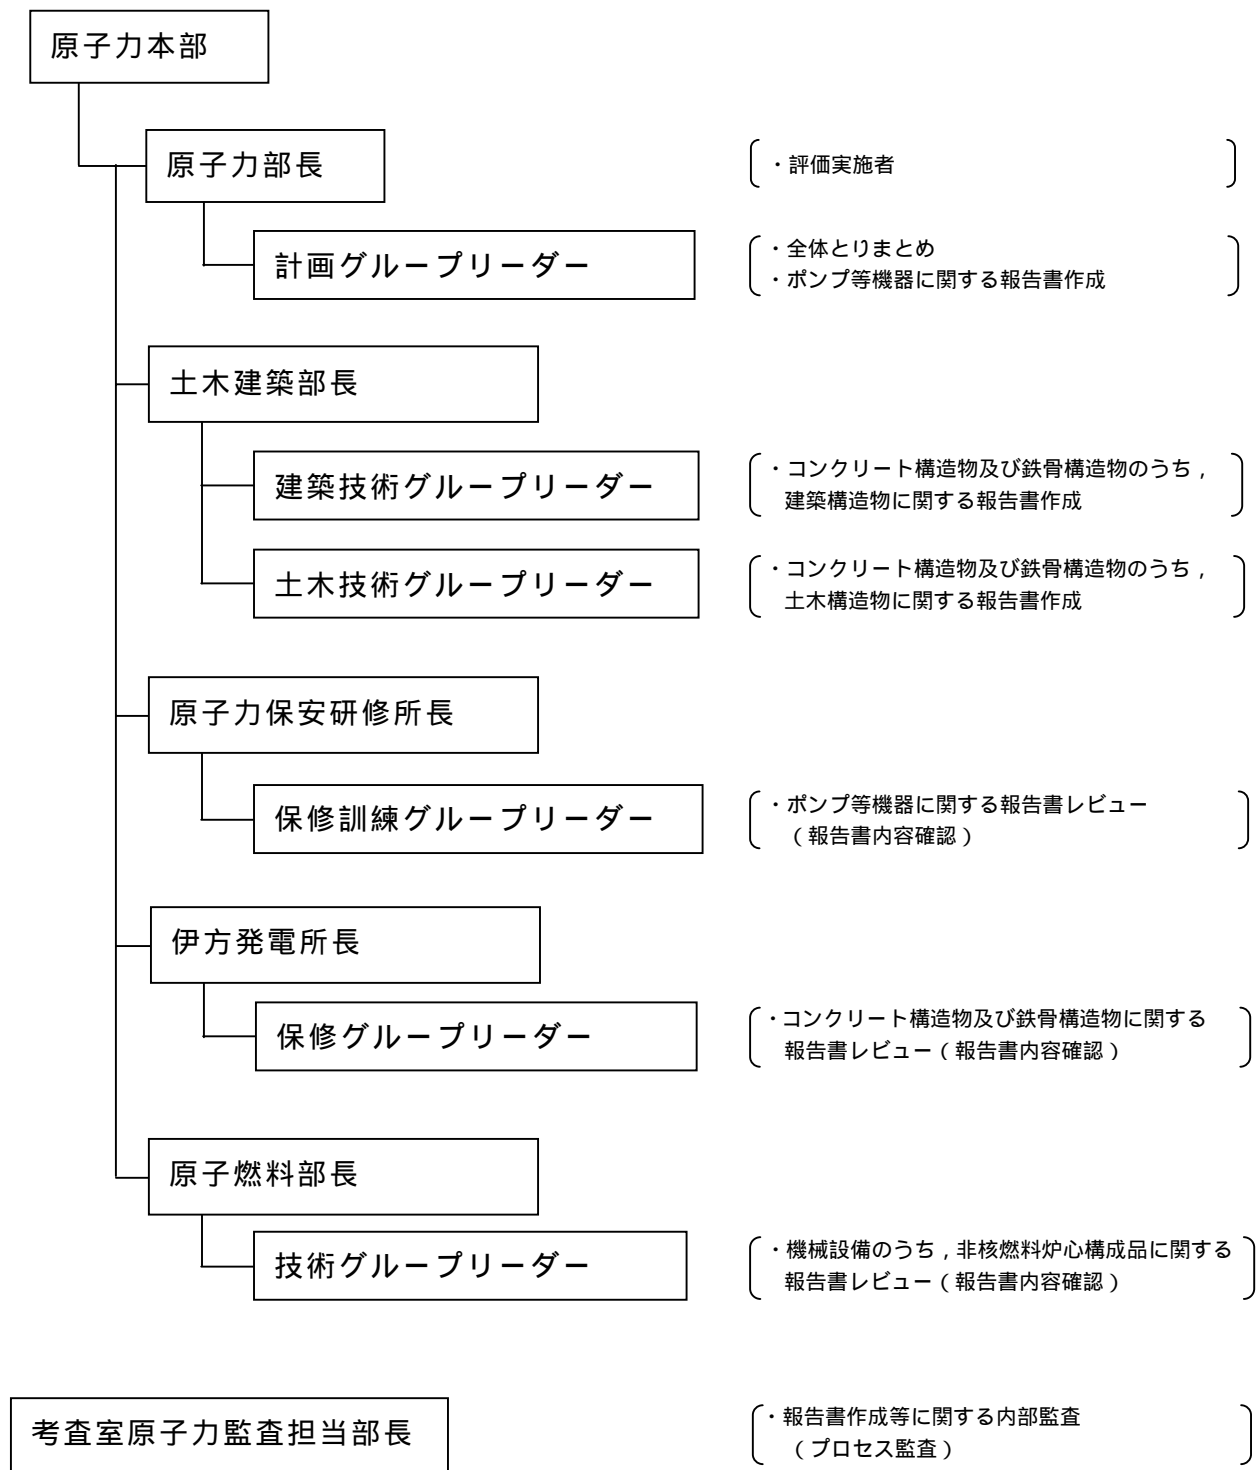 原子力本部
原子力部長
・評価実施者
計画グループリーダー
・全体とりまとめ
・ポンプ等機器に関する報告書作成
土木建築部長
建築技術グループリーダー
・コンクリート構造物及び鉄骨構造物のうち，
建築構造物に関する報告書作成
土木技術グループリーダー
・コンクリート構造物及び鉄骨構造物のうち，
土木構造物に関する報告書作成
原子力保安研修所長
保修訓練グループリーダー
・ポンプ等機器に関する報告書レビュー
（報告書内容確認）
伊方発電所長
保修グループリーダー
・コンクリート構造物及び鉄骨構造物に関する
報告書レビュー（報告書内容確認）
原子燃料部長
技術グループリーダー
・機械設備のうち，非核燃料炉心構成品に関する
報告書レビュー（報告書内容確認）
考査室原子力監査担当部長
・報告書作成等に関する内部監査
（プロセス監査）